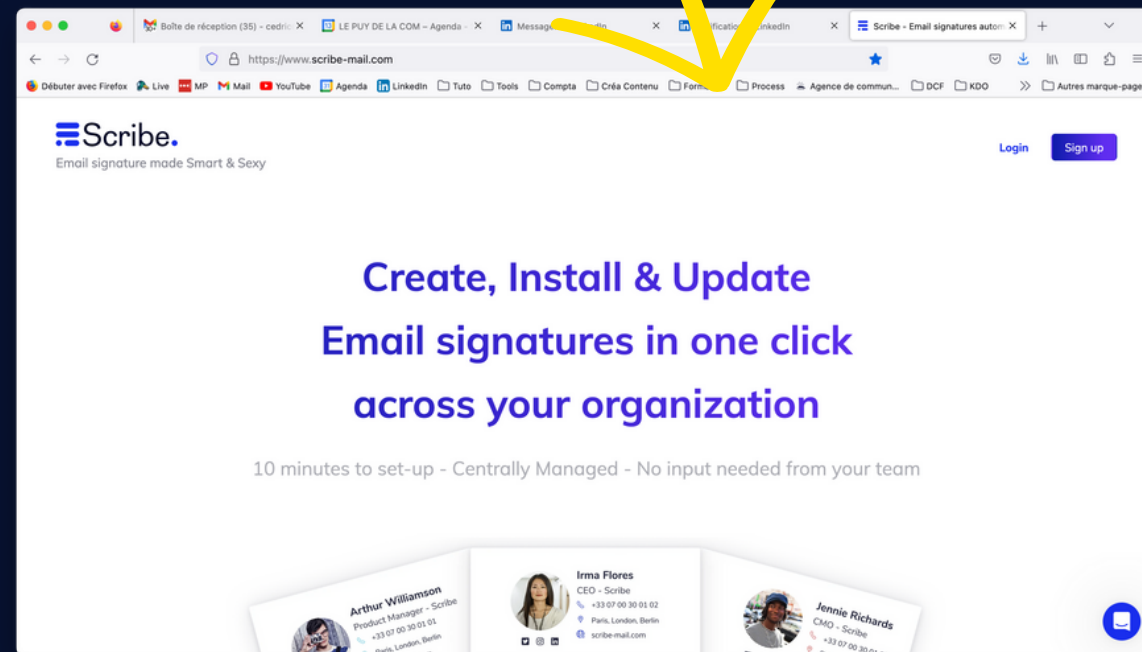 Boîte de réception (35) – cedric
LE PUY DE LA COM – Agenda -
Message
LinkedIn
Scribe - Email signatures autom
https://www.scribe-mail.com
Débuter avec Firefox
Live
MP
Mail
YouTube
Agenda
LinkedIn
Tuto
Tools
Compta
Créa Contenu
Form
Process
Agence de commun...
DCF
KDO
Autres marque-page
Scribe.
Email signature made Smart & Sexy
Login
Sign up
Create, Install & Update
Email signatures in one click
across your organization
10 minutes to set-up - Centrally Managed - No input needed from your team
Arthur Williamson
Product Manager - Scribe
+33 07 00 30 01 01
Paris, London, Berlin
Irma Flores
CEO - Scribe
+33 07 00 30 01 02
Paris, London, Berlin
scribe-mail.com
Jennie Richards
CMO - Scribe
+33 07 00 30 01